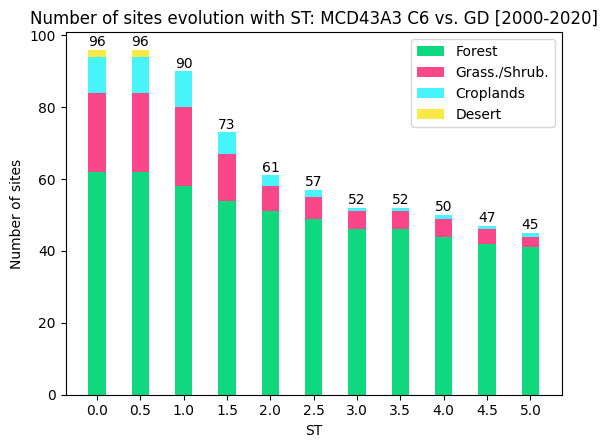 Number of sites evolution with ST: MCD43A3 C6 vs. GD [2000-2020]
Number of sites
100
80
60
40
20
0
96
96
90
73
61
57
52
52
50
47
45
Forest
Grass./Shrub.
Croplands
Desert
0.0 0.5 1.0 1.5 2.0 2.5 3.0 3.5 4.0 4.5 5.0
ST